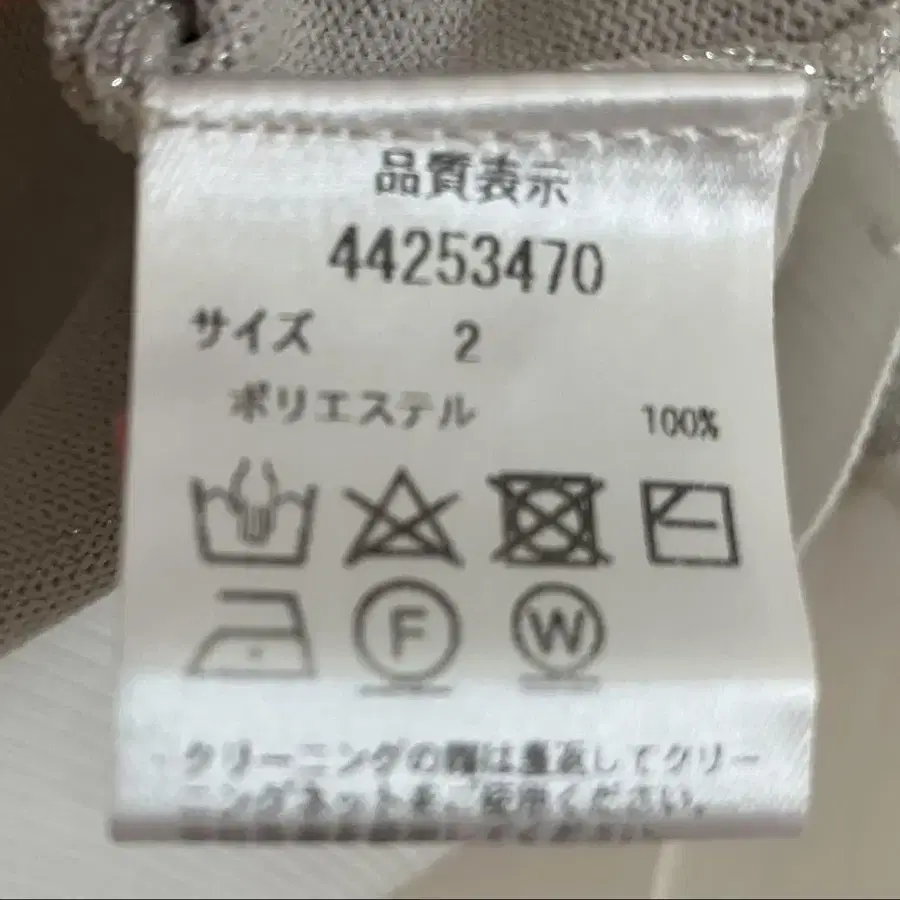 品質表示
44253470
サイズ 2
ポリエステル 100%
F W
クリーニングの際は裏返してクリー
ニングネットをご使用ください。